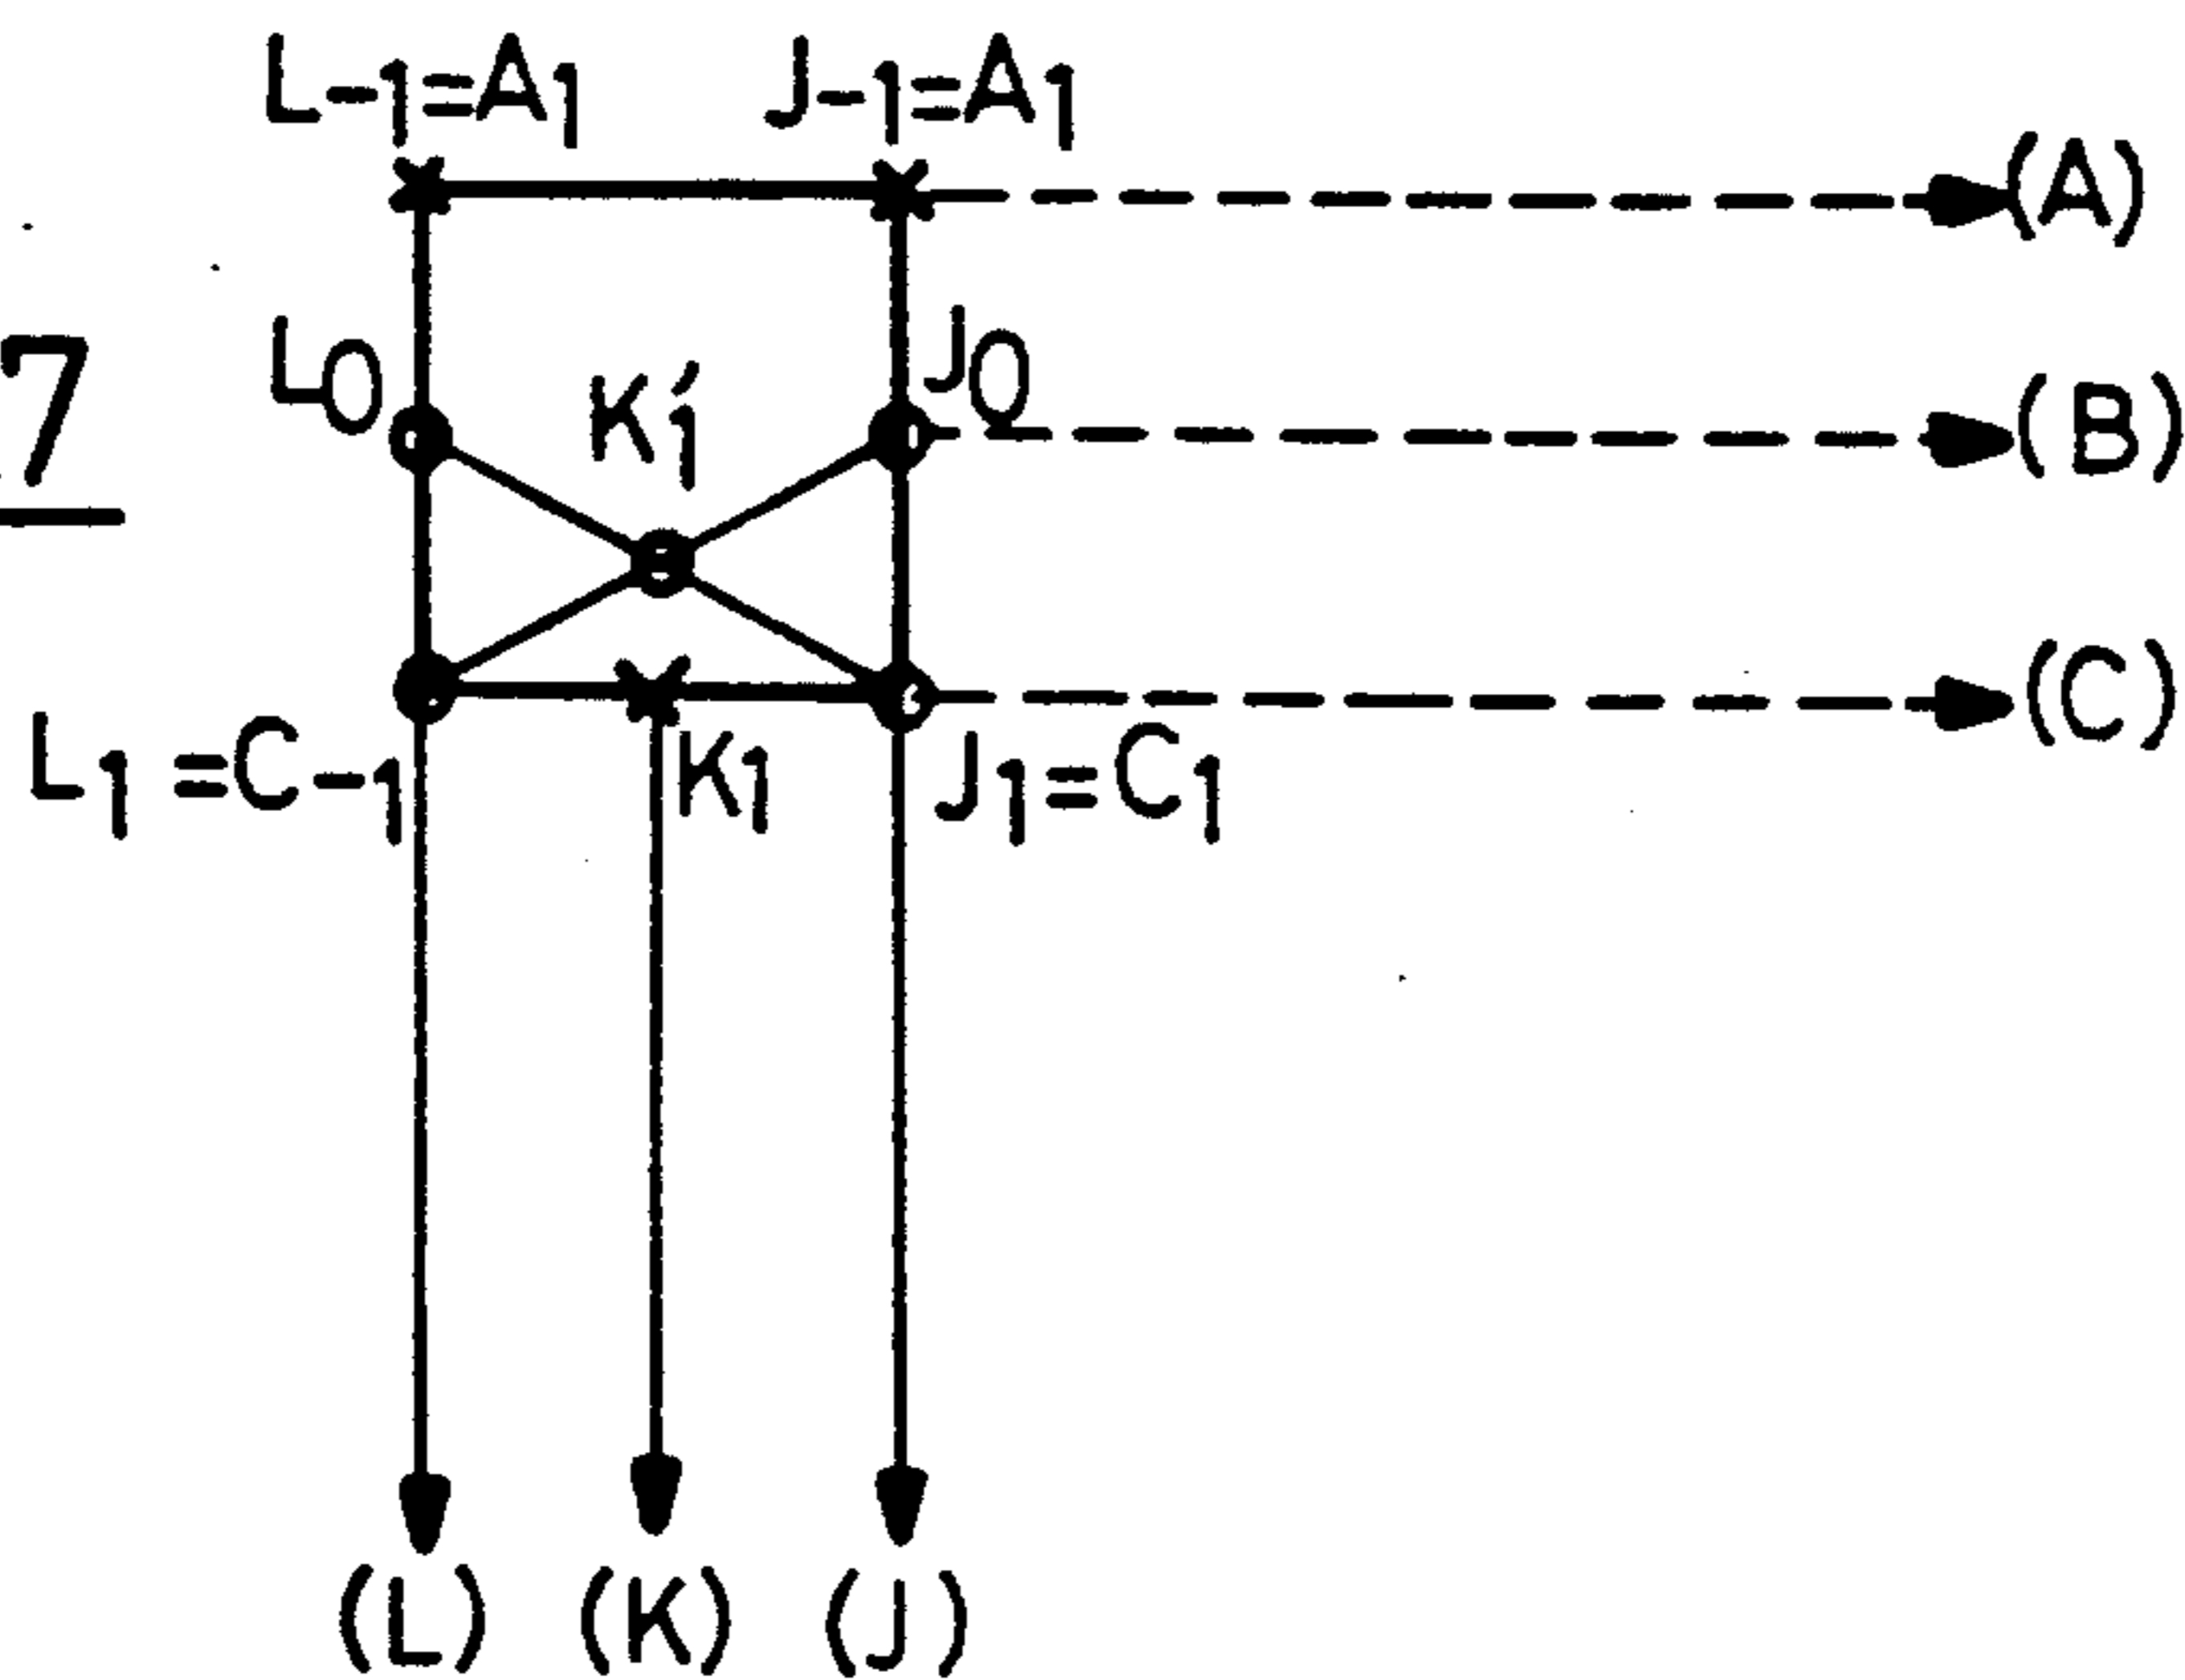 L₋₁=A₁ J₋₁=A₁
(A)
7
L₀ K₁′ J₀
(B)
(C)
L₁=C₋₁ K₁ J₁=C₁
(L) (K) (J)